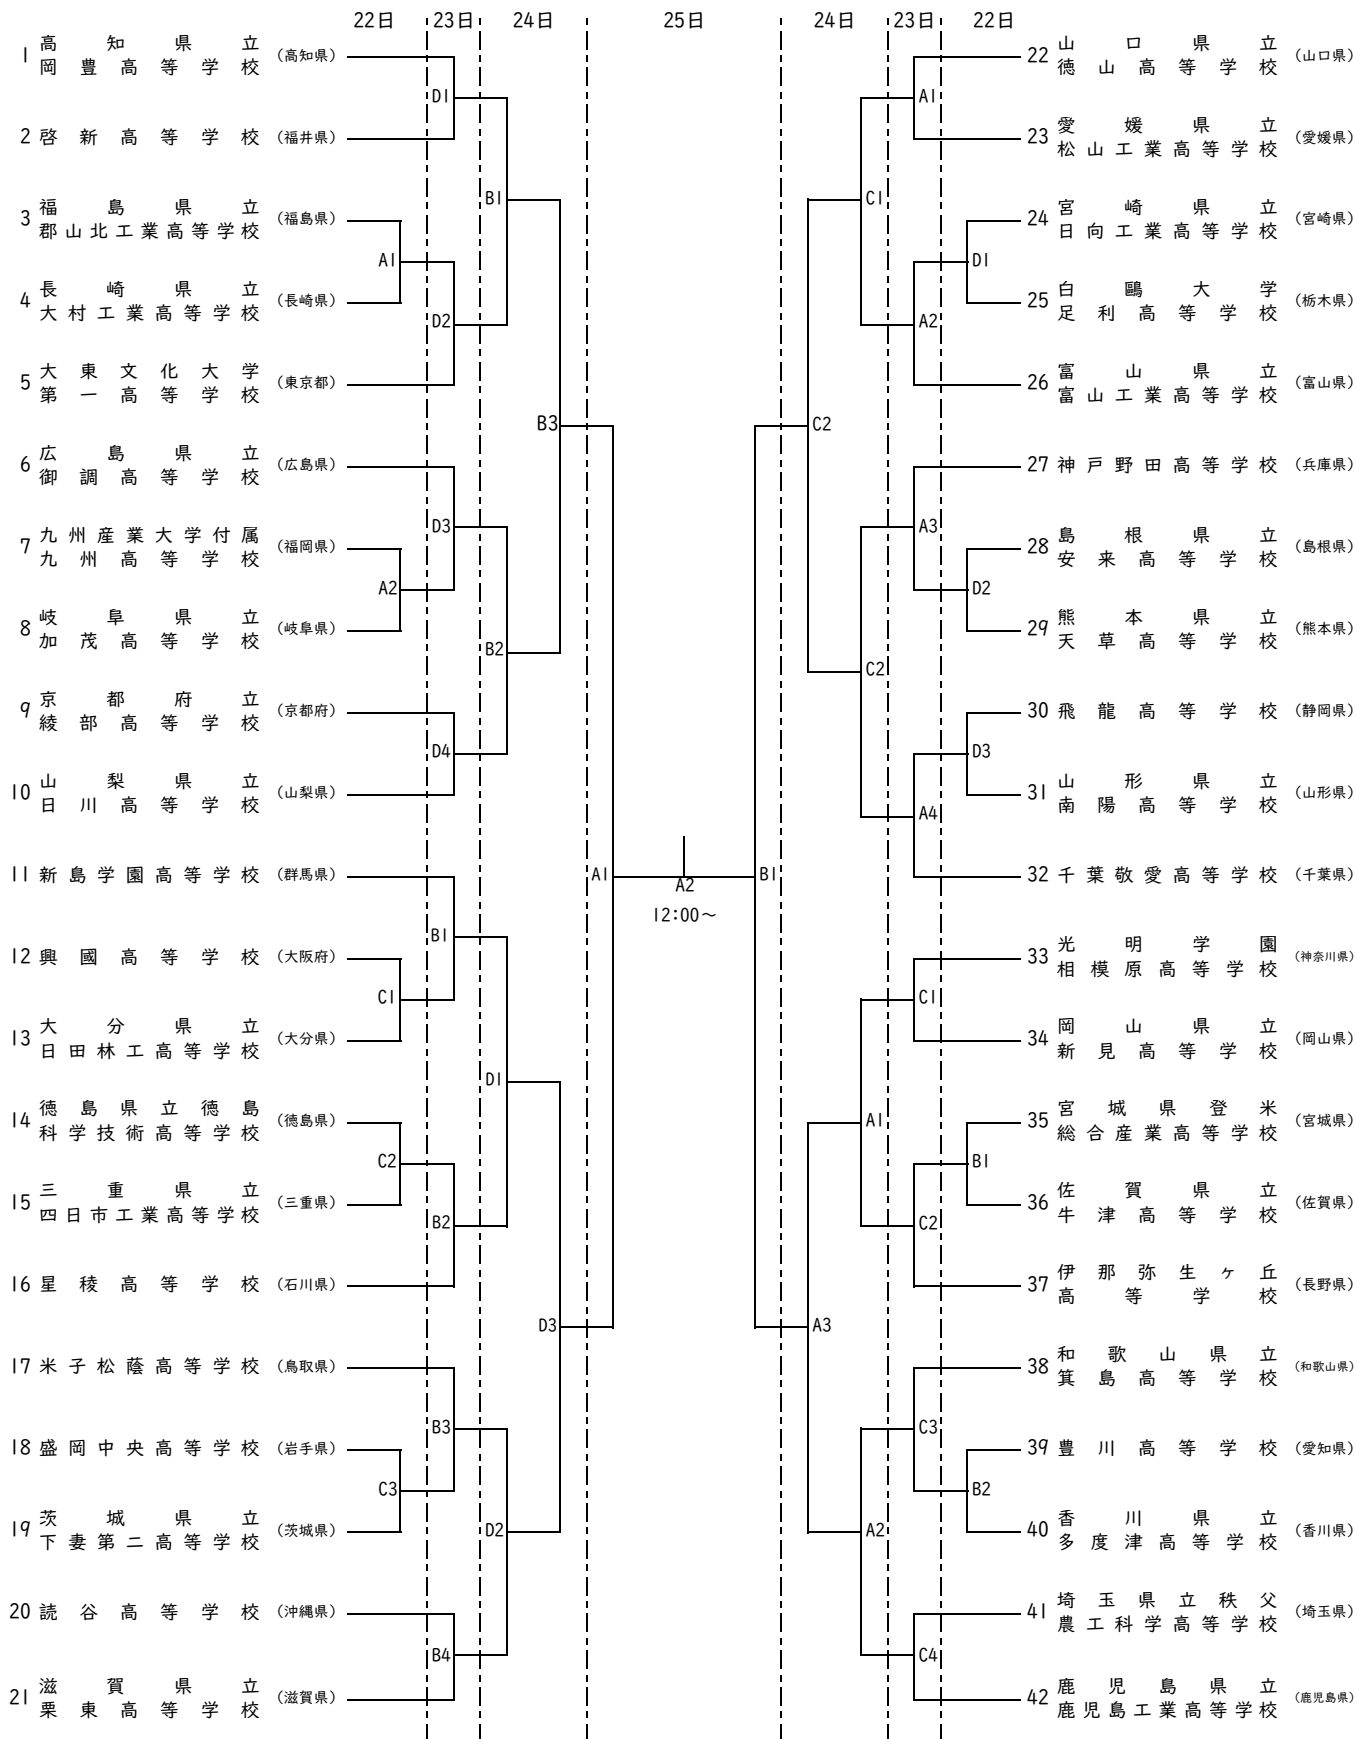 22日 23日 24日 25日 24日 23日 22日
1 高知県立
岡豊高等学校 (高知県)
D1
2 啓新高等学校 (福井県)
B1
3 福島県立
郡山北工業高等学校 (福島県)
A1
4 長崎県立
大村工業高等学校 (長崎県)
D2
5 大東文化大学
第一高等学校 (東京都)
B3
6 広島県立
御調高等学校 (広島県)
D3
7 九州産業大学付属
九州高等学校 (福岡県)
A2
8 岐阜県立
加茂高等学校 (岐阜県)
B2
9 京都府立
綾部高等学校 (京都府)
D4
10 山梨県立
日川高等学校 (山梨県)
A1
11 新島学園高等学校 (群馬県)
B1
12 興國高等学校 (大阪府)
C1
13 大分県立
日田林工高等学校 (大分県)
D1
14 徳島県立徳島
科学技術高等学校 (徳島県)
C2
15 三重県立
四日市工業高等学校 (三重県)
B2
16 星稜高等学校 (石川県)
D3
17 米子松蔭高等学校 (鳥取県)
B3
18 盛岡中央高等学校 (岩手県)
C3
19 茨城県立
下妻第二高等学校 (茨城県)
D2
20 読谷高等学校 (沖縄県)
B4
21 滋賀県立
栗東高等学校 (滋賀県)
A2
12:00～
22 山口県立
徳山高等学校 (山口県)
A1
23 愛媛県立
松山工業高等学校 (愛媛県)
C1
24 宮崎県立
日向工業高等学校 (宮崎県)
D1
25 白鷗大学
足利高等学校 (栃木県)
A2
26 富山県立
富山工業高等学校 (富山県)
C2
27 神戸野田高等学校 (兵庫県)
A3
28 島根県立
安来高等学校 (島根県)
D2
29 熊本県立
天草高等学校 (熊本県)
C2
30 飛龍高等学校 (静岡県)
D3
31 山形県立
南陽高等学校 (山形県)
A4
32 千葉敬愛高等学校 (千葉県)
B1
33 光明学園
相模原高等学校 (神奈川県)
C1
34 岡山県立
新見高等学校 (岡山県)
A1
35 宮城県登米
総合産業高等学校 (宮城県)
B1
36 佐賀県立
牛津高等学校 (佐賀県)
C2
37 伊那弥生ヶ丘
高等学校 (長野県)
A3
38 和歌山県立
箕島高等学校 (和歌山県)
C3
39 豊川高等学校 (愛知県)
B2
40 香川県立
多度津高等学校 (香川県)
A2
41 埼玉県立秩父
農工科学高等学校 (埼玉県)
C4
42 鹿児島県立
鹿児島工業高等学校 (鹿児島県)